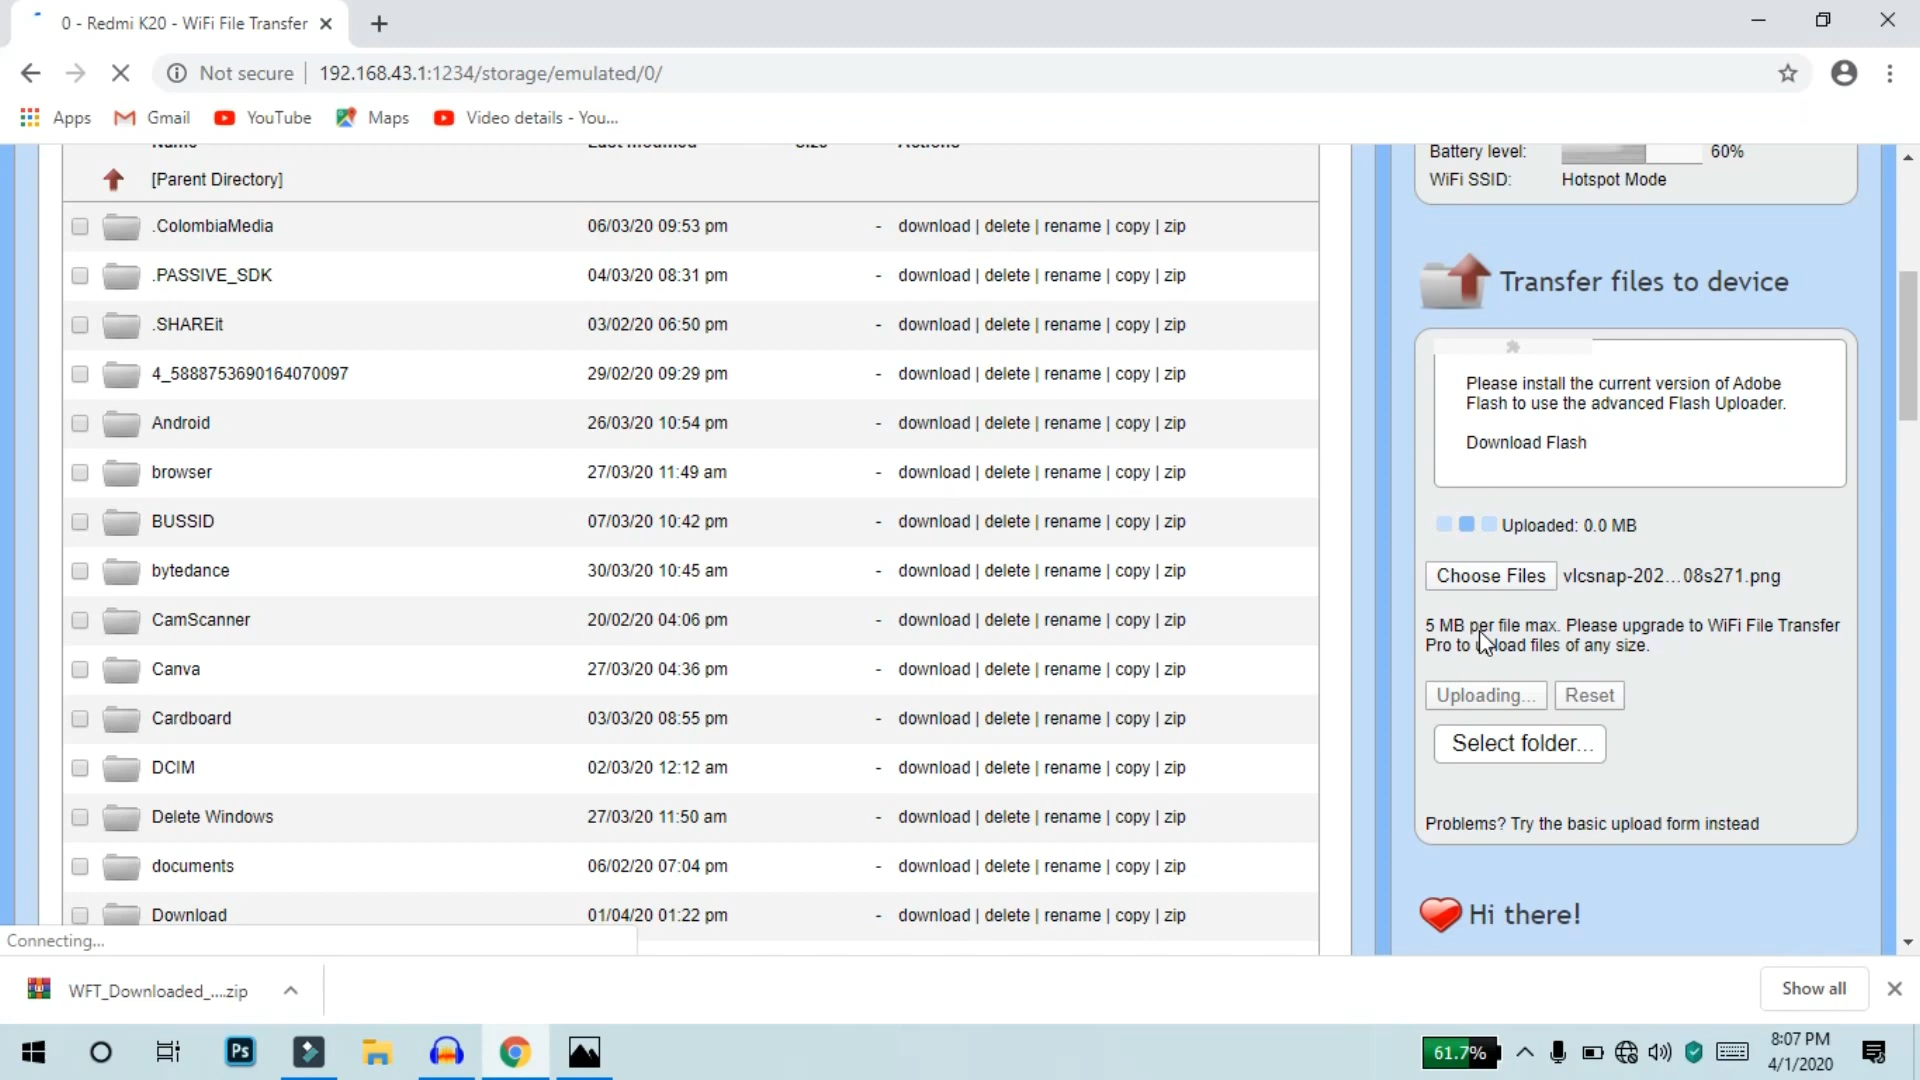 0 - Redmi K20 - WiFi File Transfer
Not secure
192.168.43.1:1234/storage/emulated/0/
Apps
Gmail
YouTube
Maps
Video details - You...
Name Last modified Size Actions
[Parent Directory]
.ColombiaMedia 06/03/20 09:53 pm - download | delete | rename | copy | zip
.PASSIVE_SDK 04/03/20 08:31 pm - download | delete | rename | copy | zip
.SHAREit 03/02/20 06:50 pm - download | delete | rename | copy | zip
4_5888753690164070097 29/02/20 09:29 pm - download | delete | rename | copy | zip
Android 26/03/20 10:54 pm - download | delete | rename | copy | zip
browser 27/03/20 11:49 am - download | delete | rename | copy | zip
BUSSID 07/03/20 10:42 pm - download | delete | rename | copy | zip
bytedance 30/03/20 10:45 am - download | delete | rename | copy | zip
CamScanner 20/02/20 04:06 pm - download | delete | rename | copy | zip
Canva 27/03/20 04:36 pm - download | delete | rename | copy | zip
Cardboard 03/03/20 08:55 pm - download | delete | rename | copy | zip
DCIM 02/03/20 12:12 am - download | delete | rename | copy | zip
Delete Windows 27/03/20 11:50 am - download | delete | rename | copy | zip
documents 06/02/20 07:04 pm - download | delete | rename | copy | zip
Download 01/04/20 01:22 pm - download | delete | rename | copy | zip
Battery level: 60%
WiFi SSID: Hotspot Mode
Transfer files to device
Please install the current version of Adobe
Flash to use the advanced Flash Uploader.
Download Flash
Uploaded: 0.0 MB
Choose Files vlcsnap-202...08s271.png
5 MB per file max. Please upgrade to WiFi File Transfer
Pro to upload files of any size.
Uploading... Reset
Select folder...
Problems? Try the basic upload form instead
Hi there!
Connecting...
WFT_Downloaded_....zip
Show all
Ps
61.7%
8:07 PM
4/1/2020